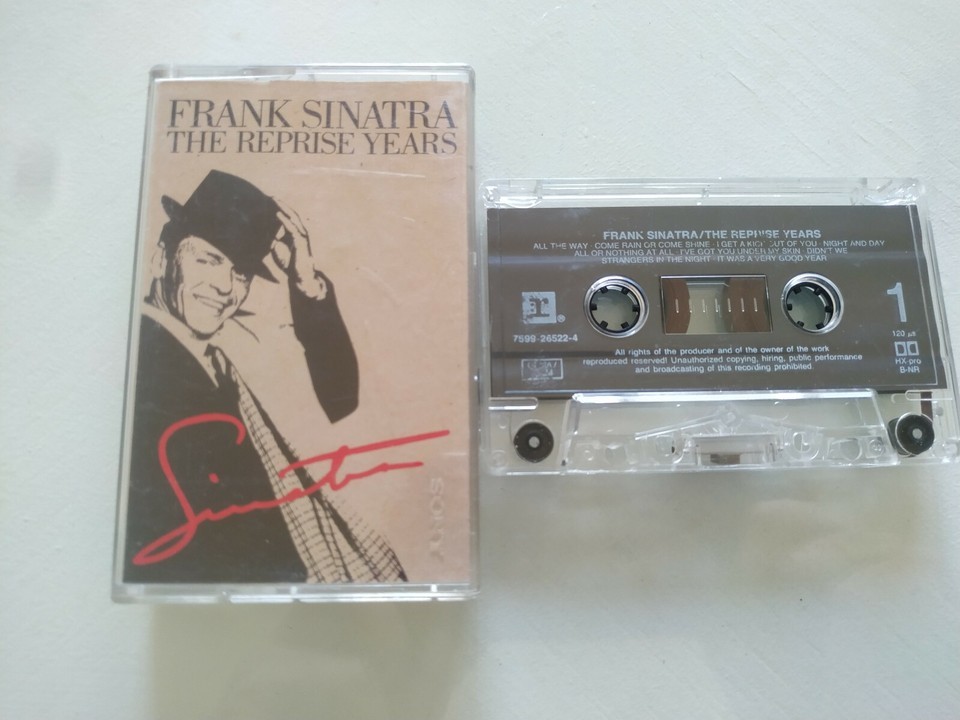 FRANK SINATRA
THE REPRISE YEARS
Sinatra
SONY
FRANK SINATRA/THE REPRISE YEARS
ALL THE WAY · COME RAIN OR COME SHINE · I GET A KICK OUT OF YOU · NIGHT AND DAY
ALL OR NOTHING AT ALL · I'VE GOT YOU UNDER MY SKIN · DIDN'T WE
STRANGERS IN THE NIGHT · IT WAS A VERY GOOD YEAR
r ®
1
7599-26522-4
120 µs
HX-pro
B-NR
All rights of the producer and of the owner of the work
reproduced reserved! Unauthorized copying, hiring, public performance
and broadcasting of this recording prohibited.